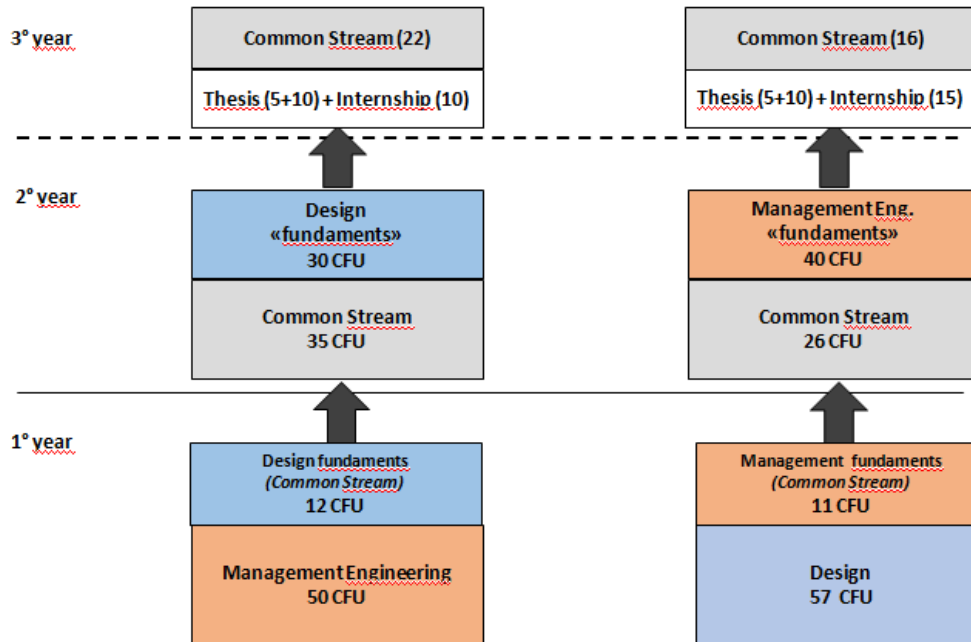 3° year
Common Stream (22)
Common Stream (16)
Thesis (5+10) + Internship (10)
Thesis (5+10) + Internship (15)
2° year
Design
«fundaments»
30 CFU
Management Eng.
«fundaments»
40 CFU
Common Stream
35 CFU
Common Stream
26 CFU
1° year
Design fundaments
(Common Stream)
12 CFU
Management fundaments
(Common Stream)
11 CFU
Management Engineering
50 CFU
Design
57 CFU